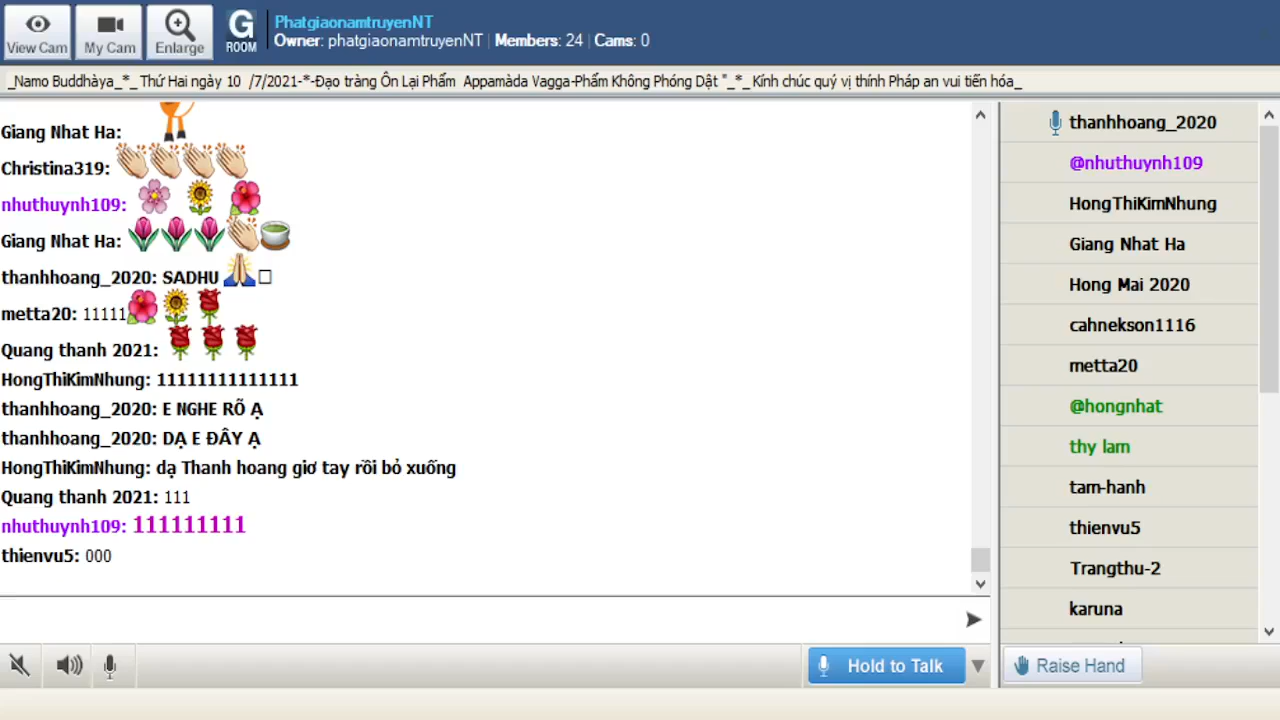 View Cam
My Cam
Enlarge
G
ROOM
PhatgiaonamtruyenNT
Owner: phatgiaonamtruyenNT | Members: 24 | Cams: 0
_Namo Buddhàya_*_Thứ Hai ngày 10 /7/2021-*-Đạo tràng Ôn Lại Phẩm Appamàda Vagga-Phẩm Không Phóng Dật "_*_Kính chúc quý vị thính Pháp an vui tiến hóa_
Giang Nhat Ha:
Christina319:
nhuthuynh109:
Giang Nhat Ha:
thanhhoang_2020: SADHU
metta20: 11111
Quang thanh 2021:
HongThiKimNhung: 11111111111111
thanhhoang_2020: E NGHE RÕ Ạ
thanhhoang_2020: DẠ E ĐÂY Ạ
HongThiKimNhung: dạ Thanh hoang giơ tay rồi bỏ xuống
Quang thanh 2021: 111
nhuthuynh109: 111111111
thienvu5: 000
thanhhoang_2020
@nhuthuynh109
HongThiKimNhung
Giang Nhat Ha
Hong Mai 2020
cahnekson1116
metta20
@hongnhat
thy lam
tam-hanh
thienvu5
Trangthu-2
karuna
Hold to Talk
Raise Hand